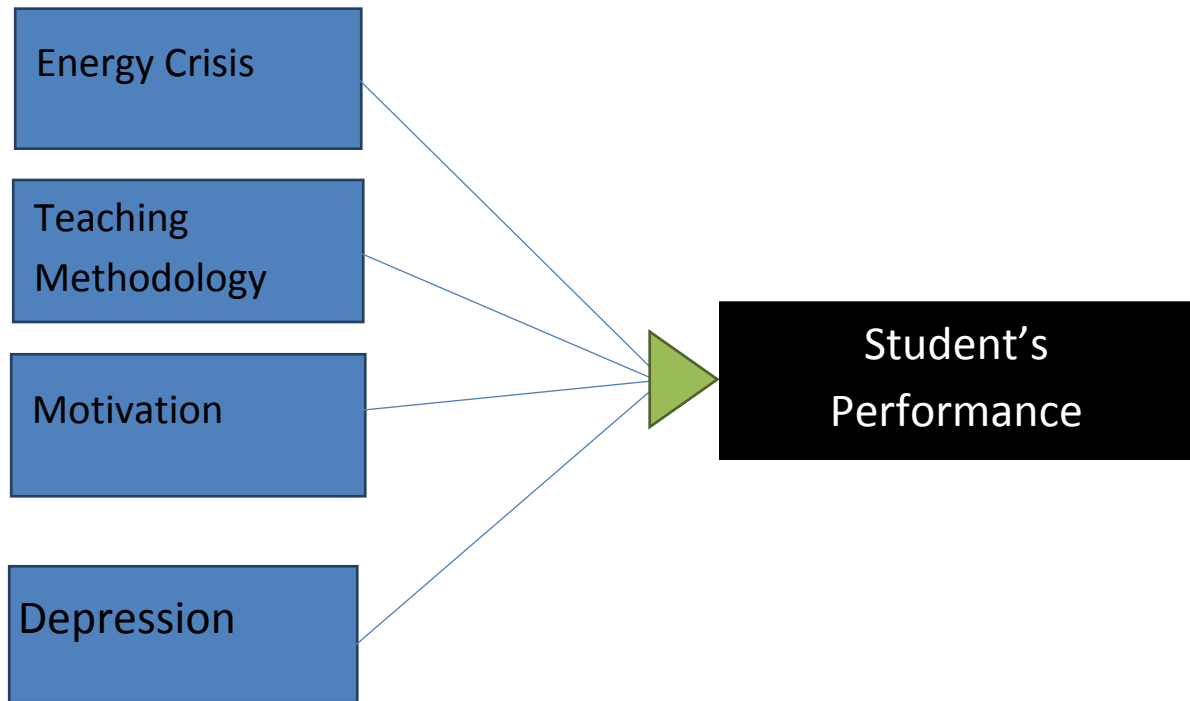 Energy Crisis
Teaching
Methodology
Motivation
Depression
Student’s
Performance